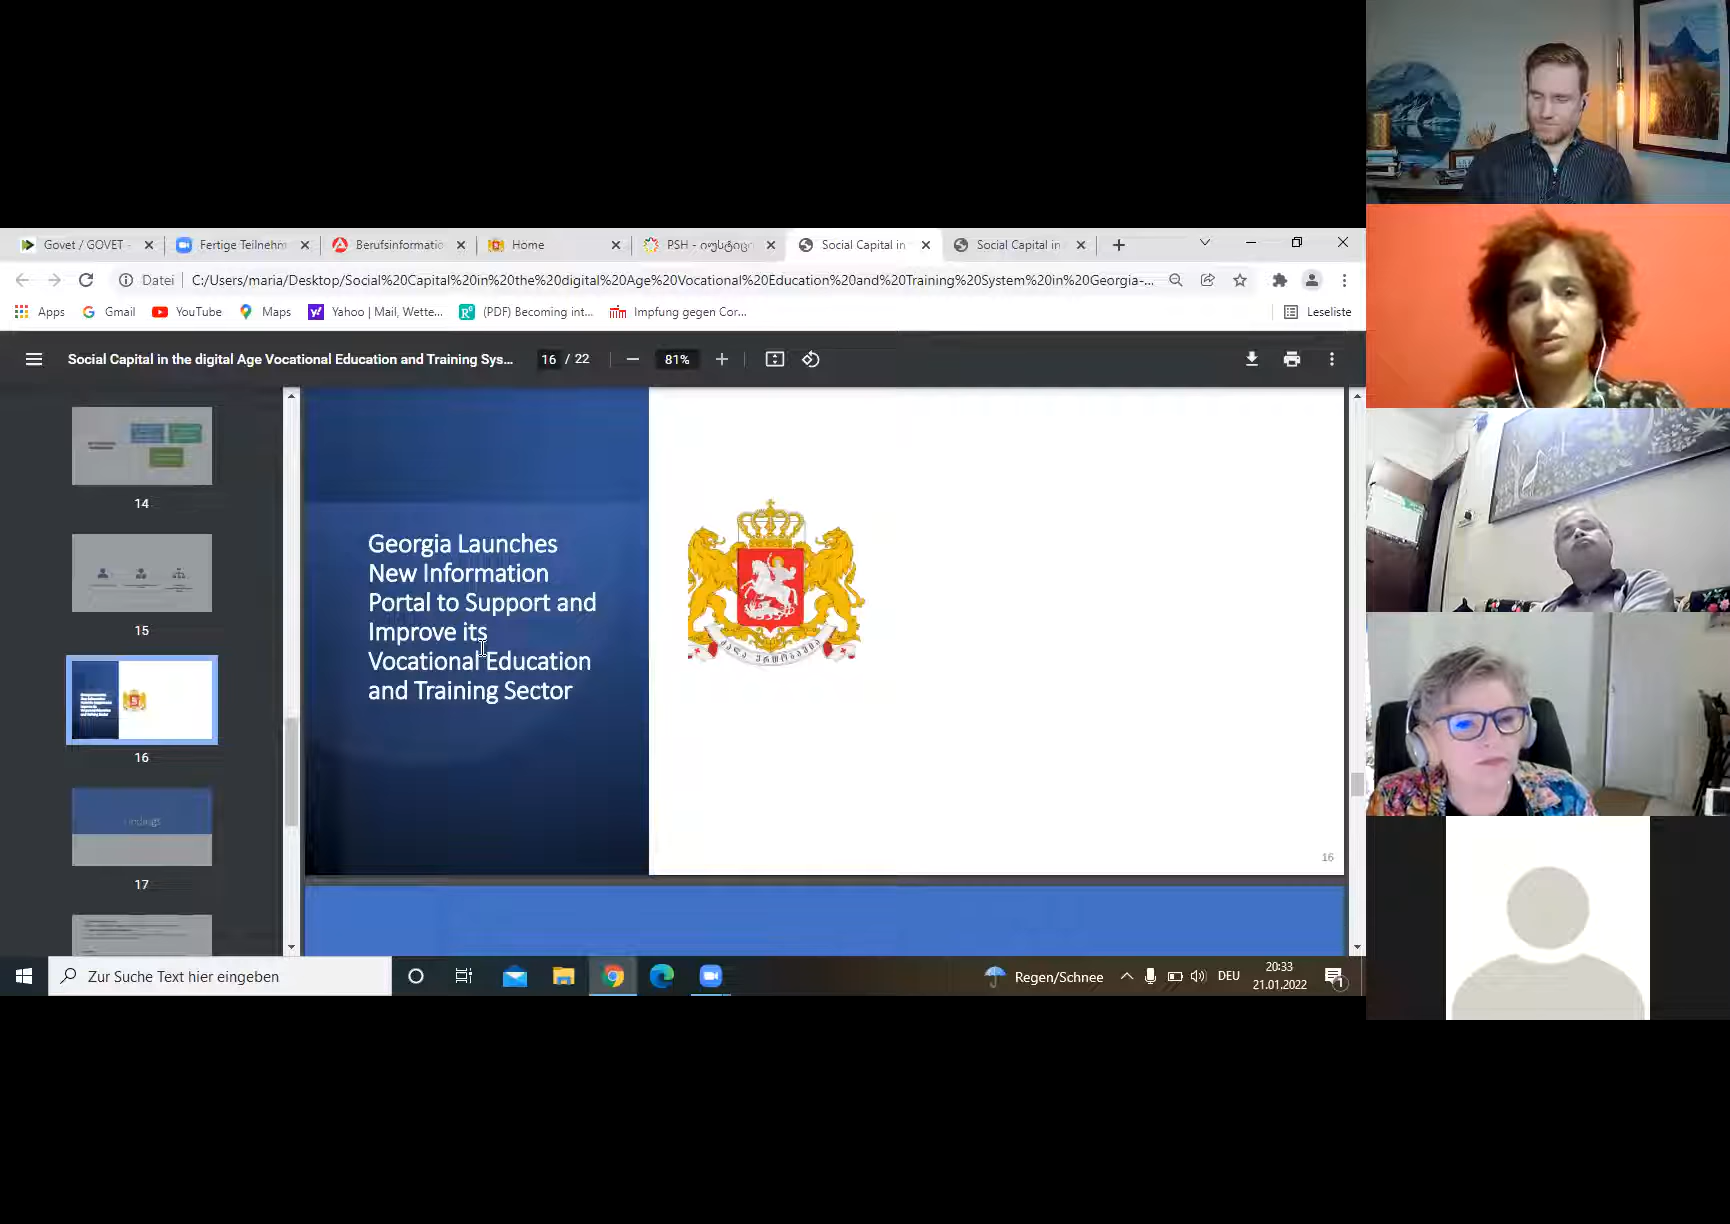 Govet / GOVET -
Fertige Teilnehm
Berufsinformatio
Home
PSH - იუსტიცი
Social Capital in
Social Capital in
Datei
C:/Users/maria/Desktop/Social%20Capital%20in%20the%20digital%20Age%20Vocational%20Education%20and%20Training%20System%20in%20Georgia-...
Apps
Gmail
YouTube
Maps
Yahoo | Mail, Wette...
(PDF) Becoming int...
Impfung gegen Cor...
Leseliste
Social Capital in the digital Age Vocational Education and Training Sys...
16 / 22
81%
14
15
16
17
Georgia Launches
New Information
Portal to Support and
Improve its
Vocational Education
and Training Sector
16
Zur Suche Text hier eingeben
Regen/Schnee
DEU
20:33
21.01.2022
1